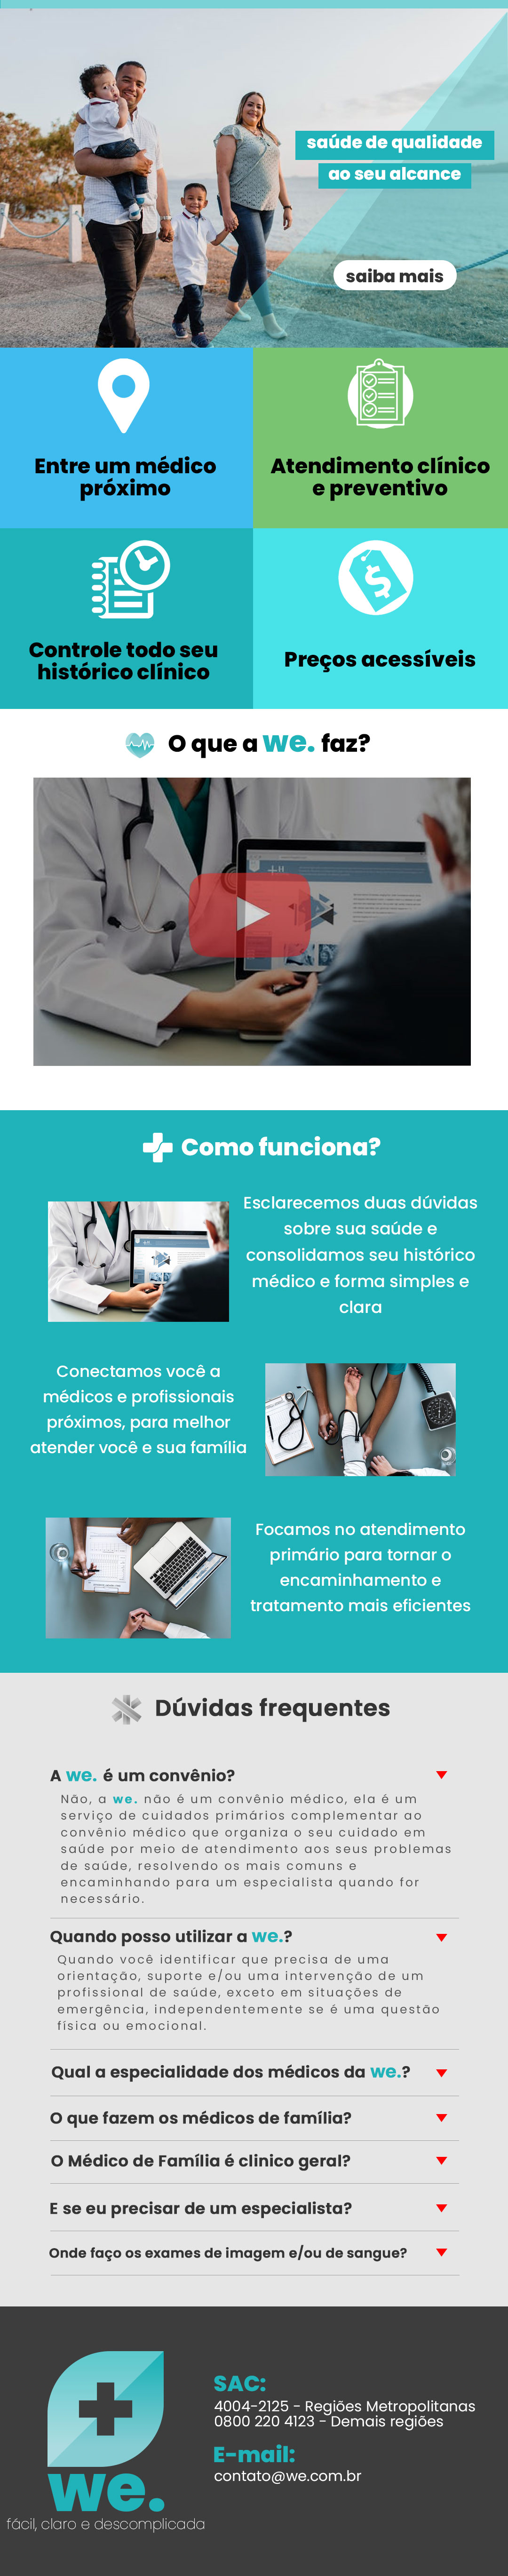 saúde de qualidade
ao seu alcance
saiba mais
Entre um médico
próximo
Atendimento clínico
e preventivo
Controle todo seu
histórico clínico
Preços acessíveis
O que a we. faz?
Como funciona?
Esclarecemos duas dúvidas
sobre sua saúde e
consolidamos seu histórico
médico e forma simples e
clara
Conectamos você a
médicos e profissionais
próximos, para melhor
atender você e sua família
Focamos no atendimento
primário para tornar o
encaminhamento e
tratamento mais eficientes
Dúvidas frequentes
A we. é um convênio?
Não, a we. não é um convênio médico, ela é um
serviço de cuidados primários complementar ao
convênio médico que organiza o seu cuidado em
saúde por meio de atendimento aos seus problemas
de saúde, resolvendo os mais comuns e
encaminhando para um especialista quando for
necessário.
Quando posso utilizar a we.?
Quando você identificar que precisa de uma
orientação, suporte e/ou uma intervenção de um
profissional de saúde, exceto em situações de
emergência, independentemente se é uma questão
física ou emocional.
Qual a especialidade dos médicos da we.?
O que fazem os médicos de família?
O Médico de Família é clinico geral?
E se eu precisar de um especialista?
Onde faço os exames de imagem e/ou de sangue?
SAC:
4004-2125 - Regiões Metropolitanas
0800 220 4123 - Demais regiões
E-mail:
contato@we.com.br
we.
fácil, claro e descomplicada